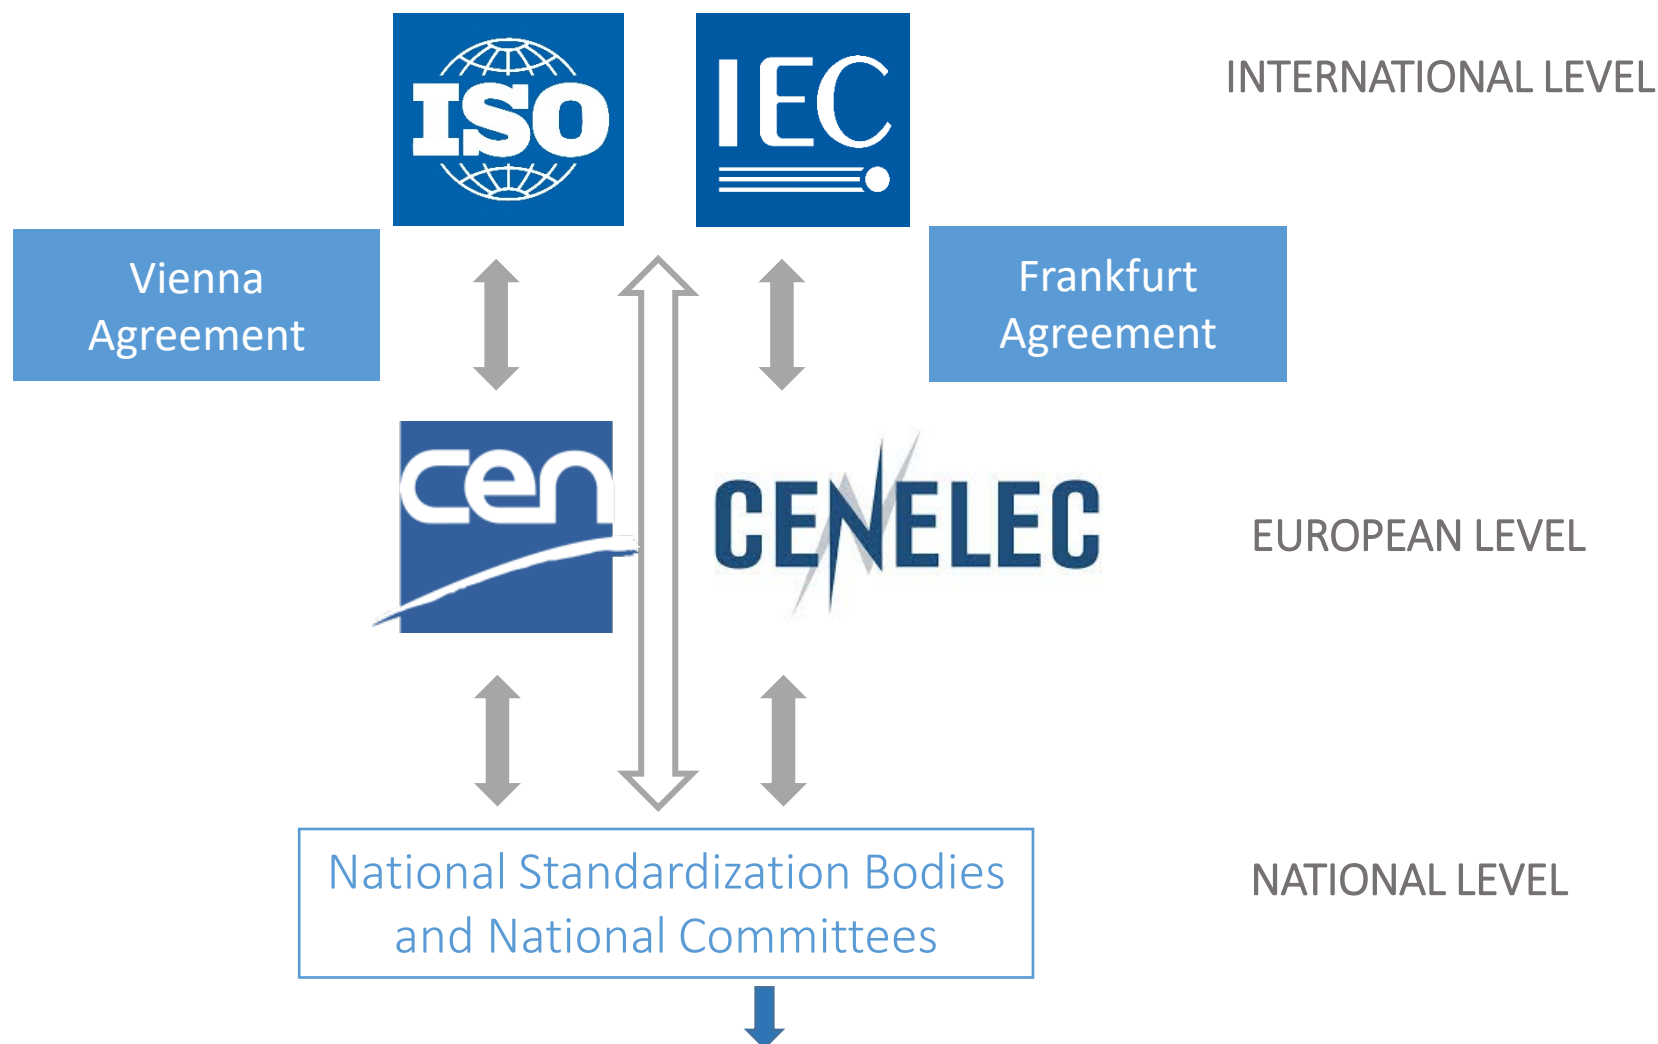 ISO
IEC
INTERNATIONAL LEVEL
Vienna
Agreement
Frankfurt
Agreement
cen
CENELEC
EUROPEAN LEVEL
National Standardization Bodies
and National Committees
NATIONAL LEVEL